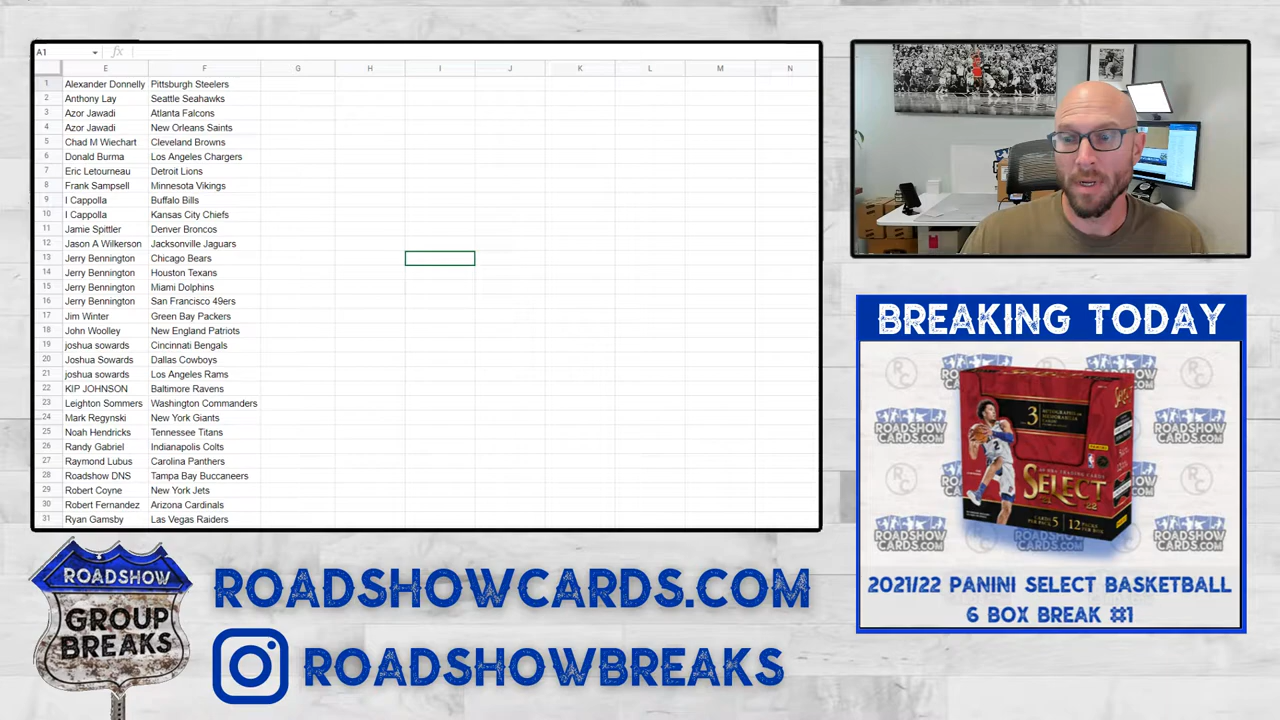 A1
fx
E F G H I J K L M N
1 Alexander Donnelly Pittsburgh Steelers
2 Anthony Lay Seattle Seahawks
3 Azor Jawadi Atlanta Falcons
4 Azor Jawadi New Orleans Saints
5 Chad M Wiechart Cleveland Browns
6 Donald Burma Los Angeles Chargers
7 Eric Letourneau Detroit Lions
8 Frank Sampsell Minnesota Vikings
9 I Cappolla Buffalo Bills
10 I Cappolla Kansas City Chiefs
11 Jamie Spittler Denver Broncos
12 Jason A Wilkerson Jacksonville Jaguars
13 Jerry Bennington Chicago Bears
14 Jerry Bennington Houston Texans
15 Jerry Bennington Miami Dolphins
16 Jerry Bennington San Francisco 49ers
17 Jim Winter Green Bay Packers
18 John Woolley New England Patriots
19 joshua sowards Cincinnati Bengals
20 Joshua Sowards Dallas Cowboys
21 joshua sowards Los Angeles Rams
22 KIP JOHNSON Baltimore Ravens
23 Leighton Sommers Washington Commanders
24 Mark Regynski New York Giants
25 Noah Hendricks Tennessee Titans
26 Randy Gabriel Indianapolis Colts
27 Raymond Lubus Carolina Panthers
28 Roadshow DNS Tampa Bay Buccaneers
29 Robert Coyne New York Jets
30 Robert Fernandez Arizona Cardinals
31 Ryan Gamsby Las Vegas Raiders
BREAKING TODAY
ROADSHOW
CARDS.COM
3
SELECT
12
2021/22 PANINI SELECT BASKETBALL
6 BOX BREAK #1
ROADSHOW
GROUP
BREAKS
ROADSHOWCARDS.COM
ROADSHOWBREAKS